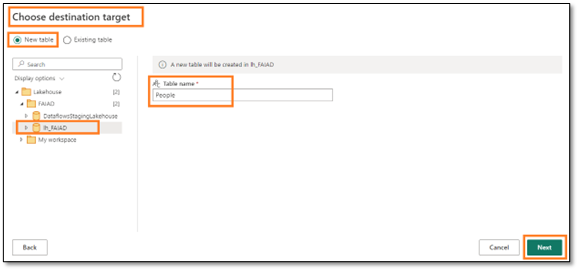 Choose destination target
New table
Existing table
Search
Display options
Lakehouse
[2]
FAIAD
[2]
DataflowsStagingLakehouse
lh_FAIAD
My workspace
A new table will be created in lh_FAIAD
Table name *
People
Back
Cancel
Next